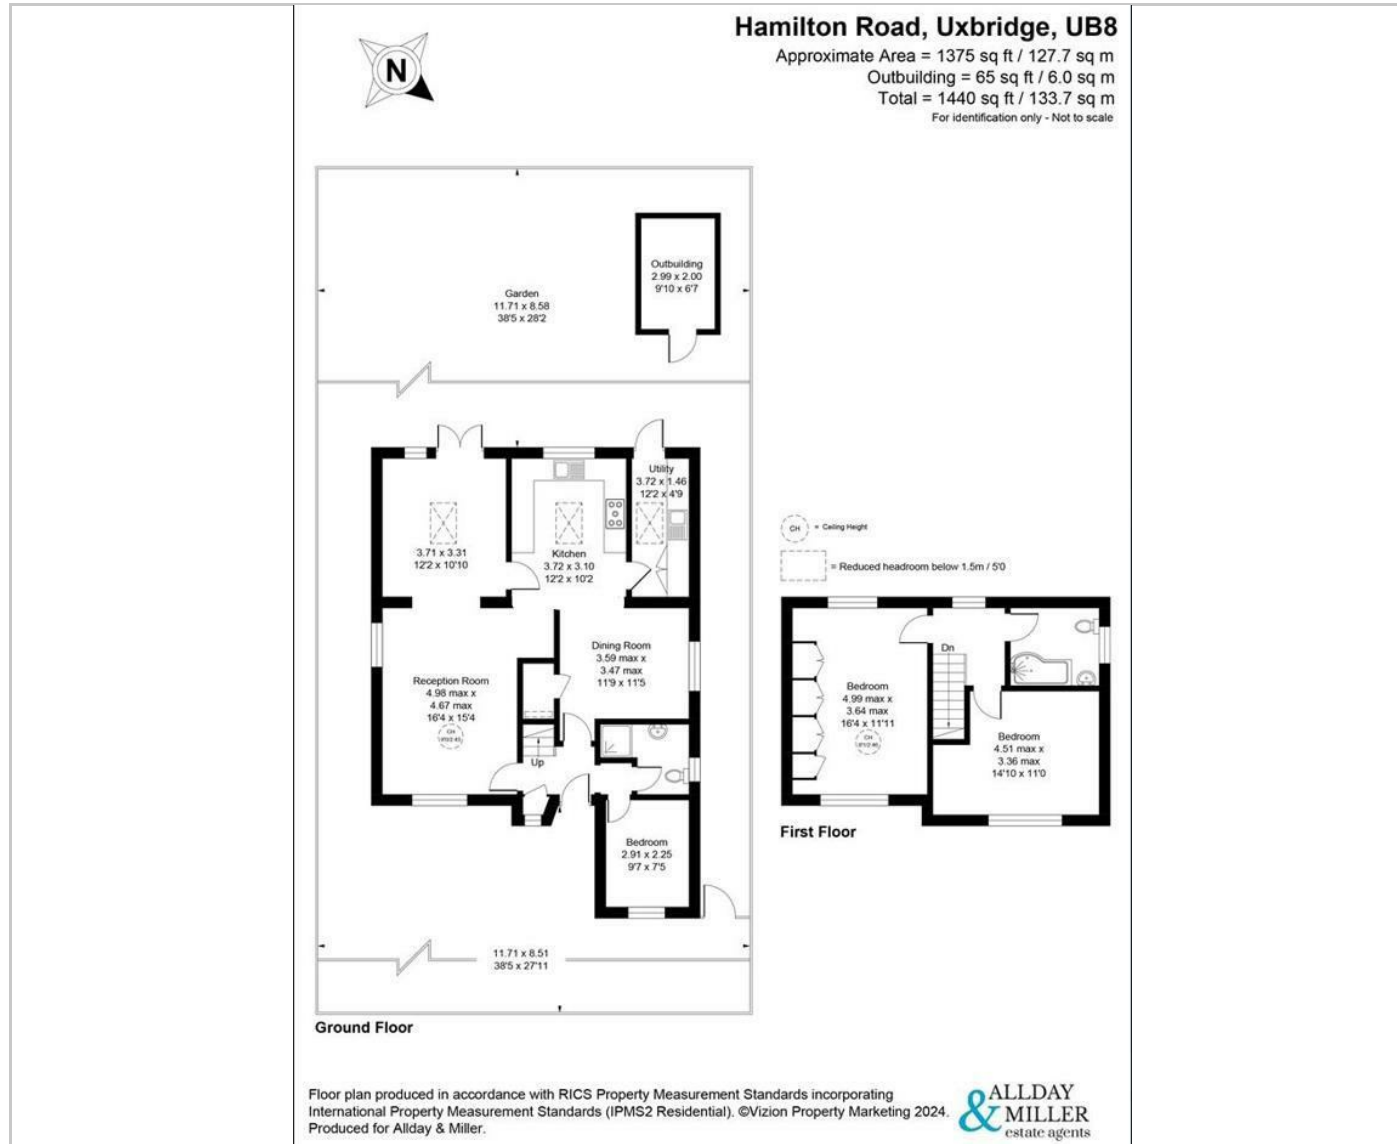 Hamilton Road, Uxbridge, UB8
Approximate Area = 1375 sq ft / 127.7 sq m
Outbuilding = 65 sq ft / 6.0 sq m
Total = 1440 sq ft / 133.7 sq m
For identification only - Not to scale
N
Outbuilding
2.99 x 2.00
9'10 x 6'7
Garden
11.71 x 8.58
38'5 x 28'2
Utility
3.72 x 1.46
12'2 x 4'9
3.71 x 3.31
12'2 x 10'10
Kitchen
3.72 x 3.10
12'2 x 10'2
CH = Ceiling Height
= Reduced headroom below 1.5m / 5'0
Dining Room
3.59 max x
3.47 max
11'9 x 11'5
Reception Room
4.98 max x
4.67 max
16'4 x 15'4
CH
Up
Bedroom
2.91 x 2.25
9'7 x 7'5
11.71 x 8.51
38'5 x 27'11
Ground Floor
Dn
Bedroom
4.99 max x
3.64 max
16'4 x 11'11
CH
Bedroom
4.51 max x
3.36 max
14'10 x 11'0
First Floor
Floor plan produced in accordance with RICS Property Measurement Standards incorporating
International Property Measurement Standards (IPMS2 Residential). ©Vizion Property Marketing 2024.
Produced for Allday & Miller.
ALLDAY
& MILLER
estate agents